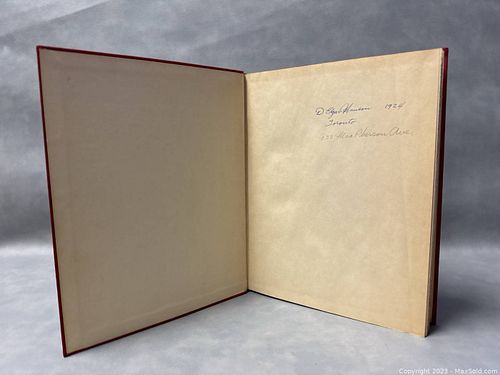 D 1924
Toronto
MacPherson Ave.
Copyright 2023 - MaxSold.com